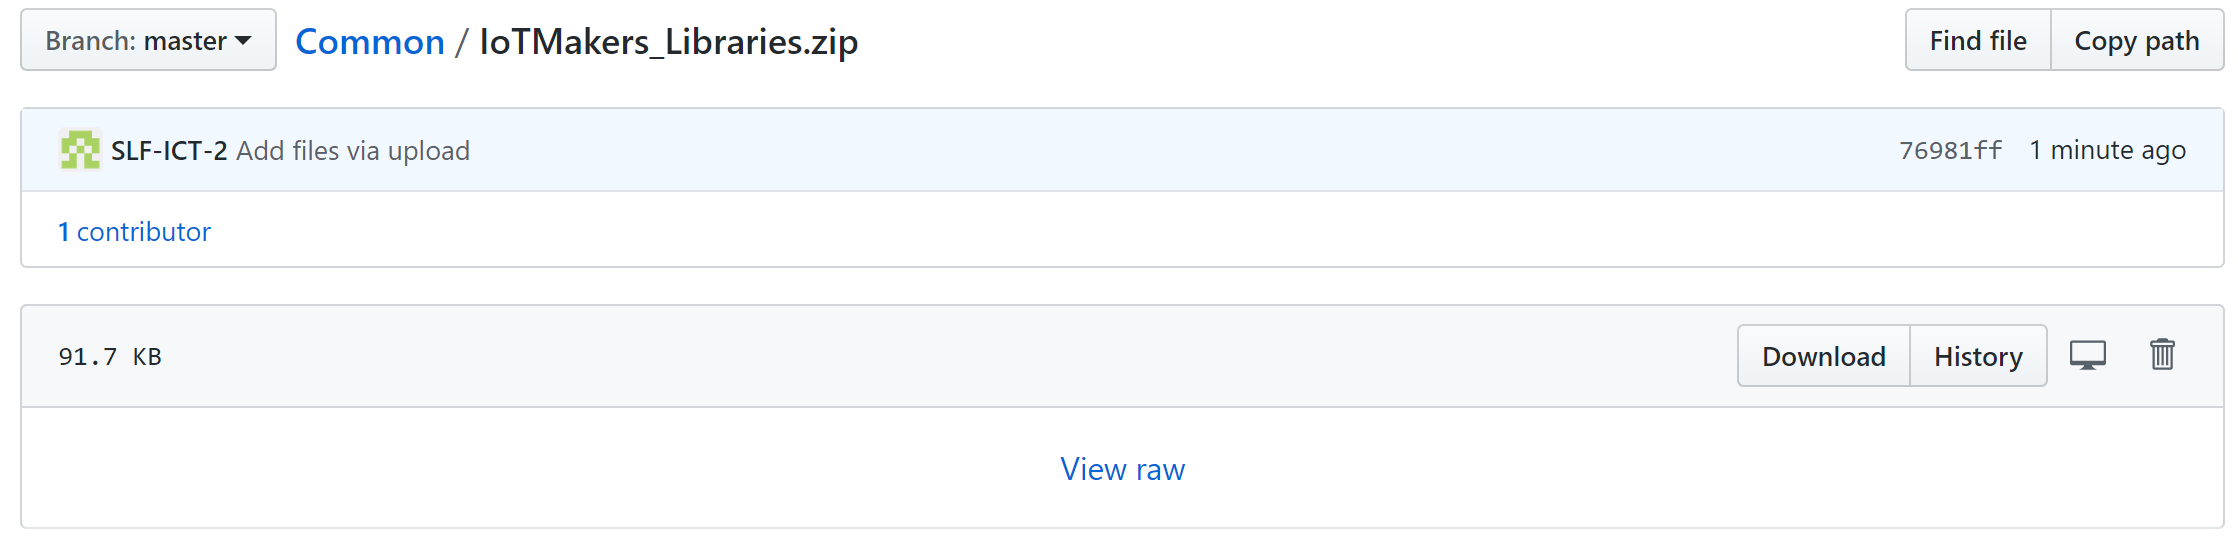 Branch: master Common / IoTMakers_Libraries.zip Find file Copy path
SLF-ICT-2 Add files via upload 76981ff 1 minute ago
1 contributor
91.7 KB Download History
View raw